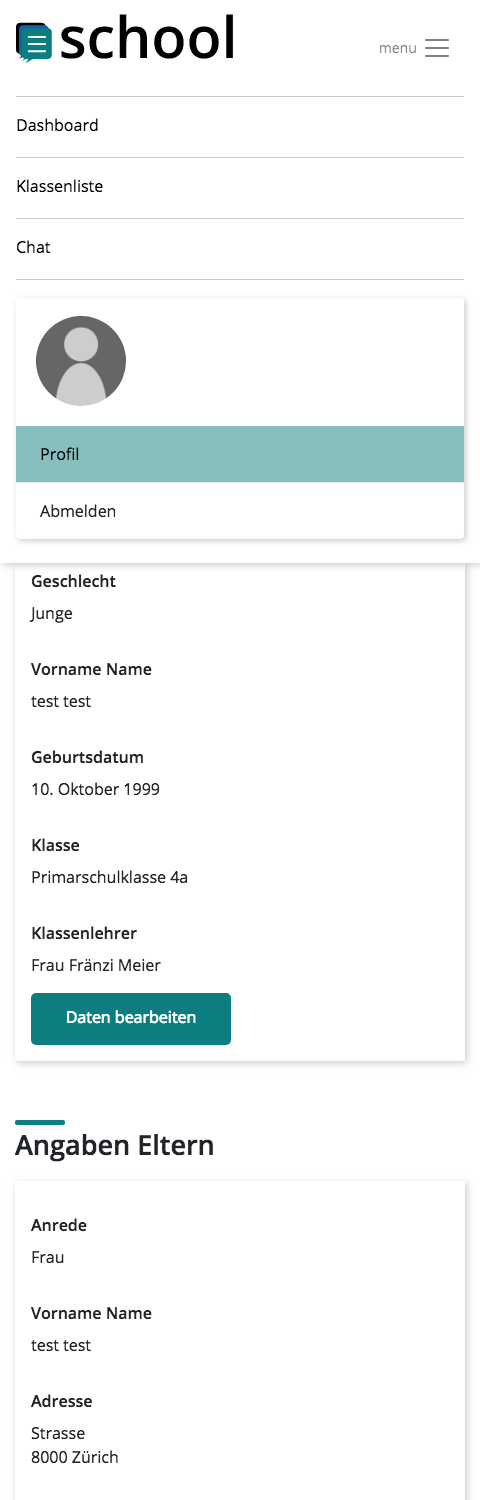 school
menu
Dashboard
Klassenliste
Chat
Profil
Abmelden
Geschlecht
Junge
Vorname Name
test test
Geburtsdatum
10. Oktober 1999
Klasse
Primarschulklasse 4a
Klassenlehrer
Frau Fränzi Meier
Daten bearbeiten
Angaben Eltern
Anrede
Frau
Vorname Name
test test
Adresse
Strasse
8000 Zürich